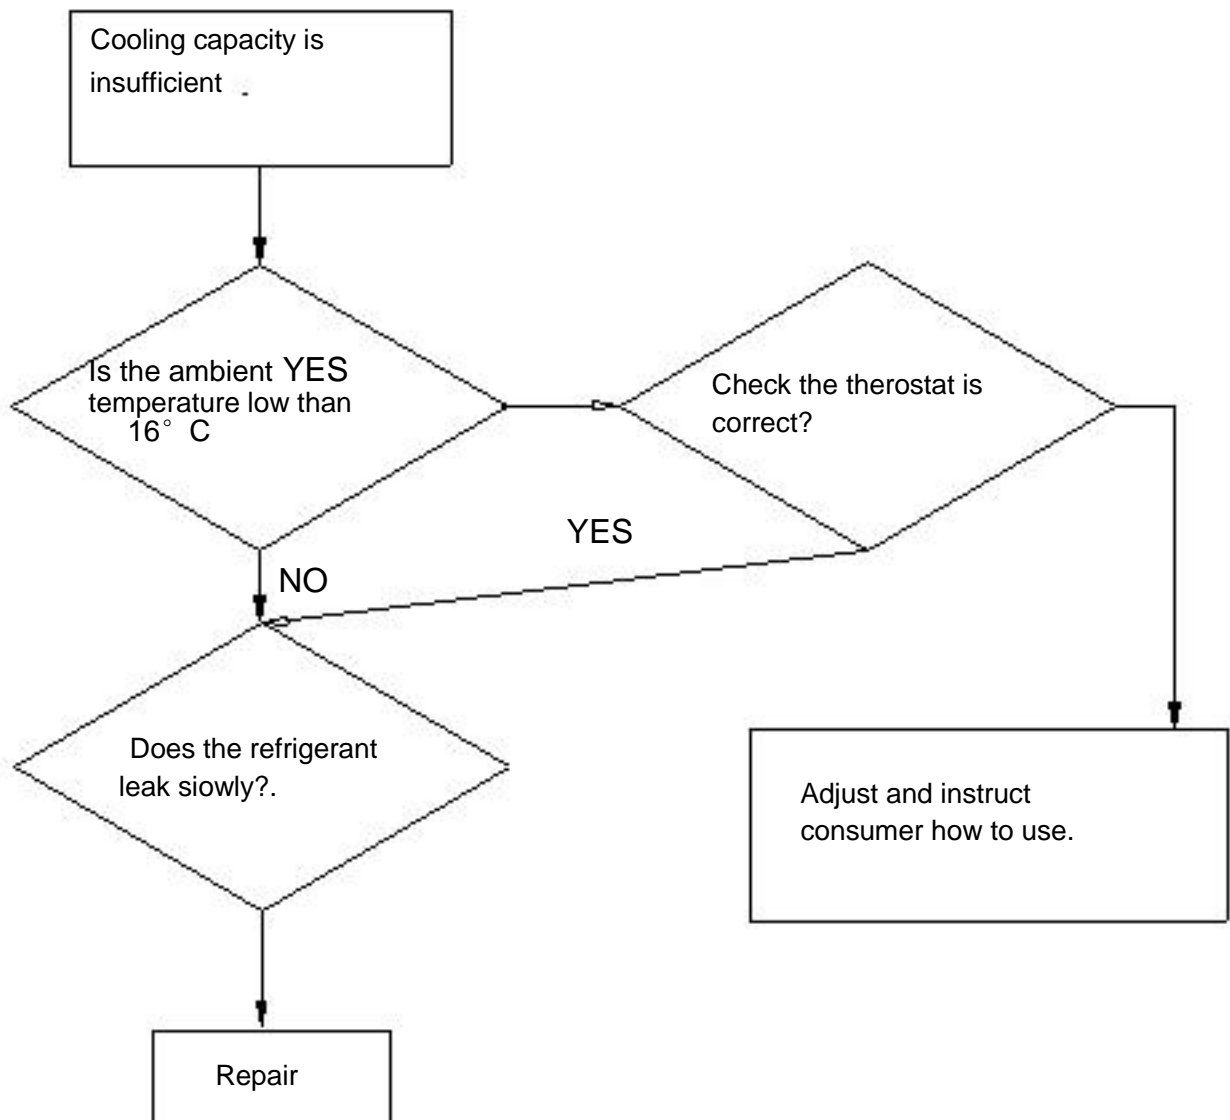 Cooling capacity is
insufficient .
Is the ambient YES
temperature low than
16° C
Check the therostat is
correct?
YES
NO
Does the refrigerant
leak siowly?.
Adjust and instruct
consumer how to use.
Repair